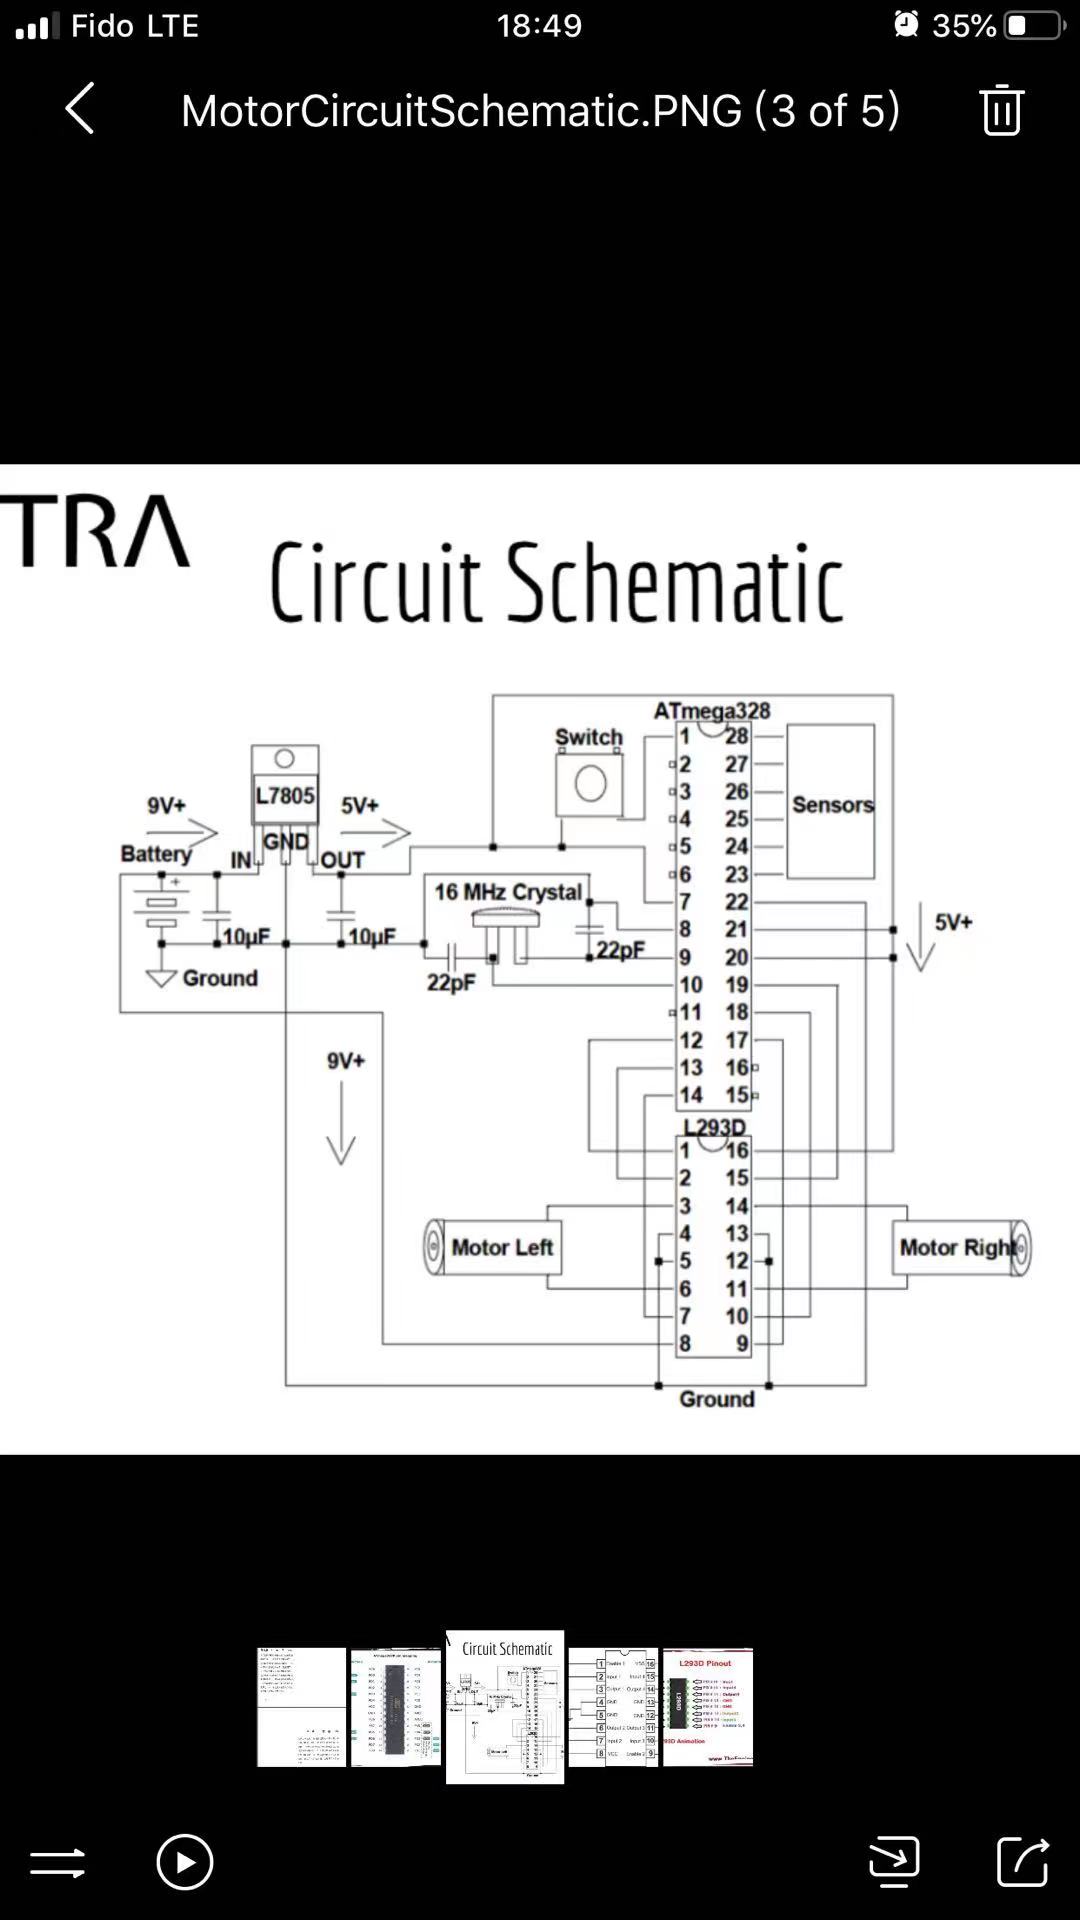 Fido LTE 18:49 35%
MotorCircuitSchematic.PNG (3 of 5)
TRA
Circuit Schematic
ATmega328
Switch
L7805
9V+
5V+
GND
Battery
IN
OUT
+
10µF
10µF
Ground
16 MHz Crystal
22pF
22pF
1 28
2 27
3 26
4 25
5 24
6 23
7 22
8 21
9 20
10 19
11 18
12 17
13 16
14 15
Sensors
5V+
9V+
L293D
1 16
2 15
3 14
4 13
5 12
6 11
7 10
8 9
Motor Left
Motor Right
Ground
Circuit Schematic
L293D Pinout